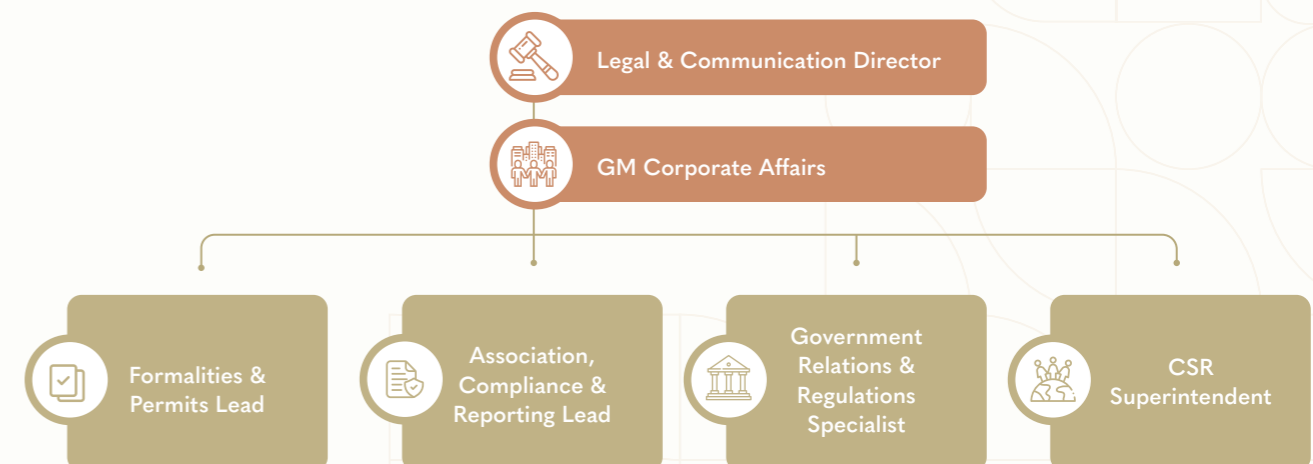 Legal & Communication Director
GM Corporate Affairs
Formalities &
Permits Lead
Association,
Compliance &
Reporting Lead
Government
Relations &
Regulations
Specialist
CSR
Superintendent